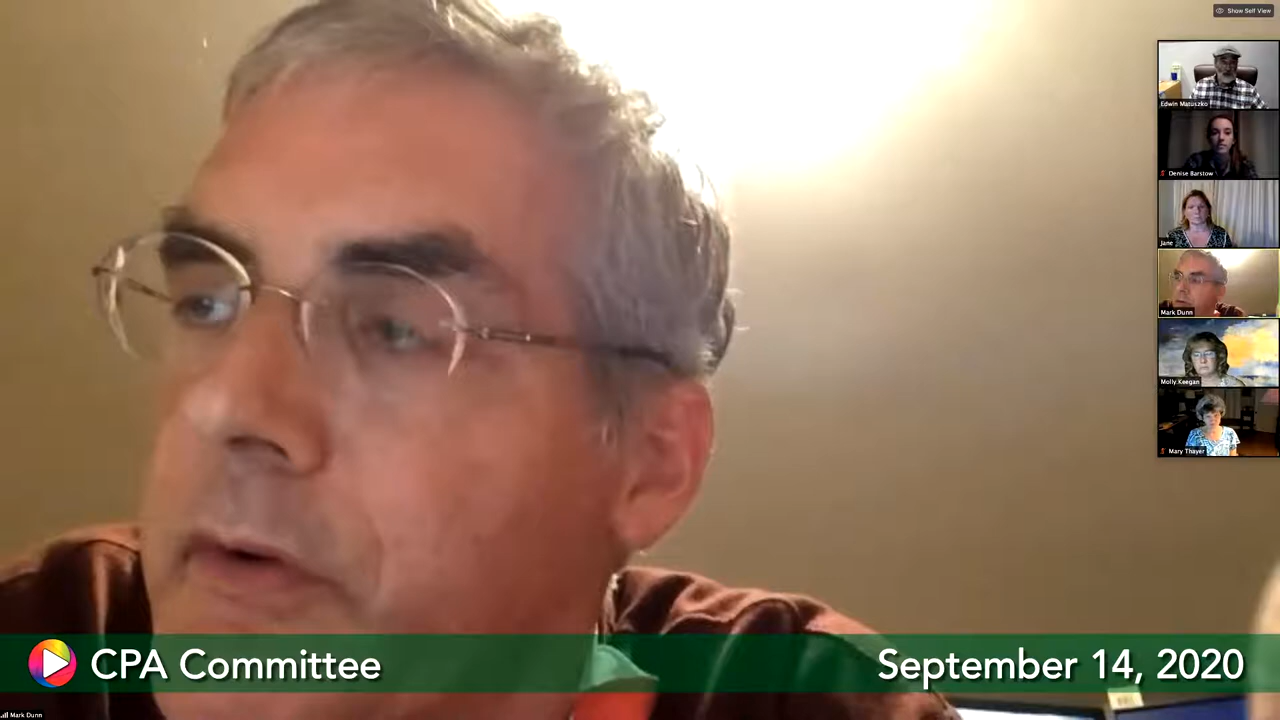 Show Self View
Edwin Matuszko
Denise Barstow
Jane
Mark Dunn
Molly Keegan
Mary Thayer
CPA Committee
September 14, 2020
Mark Dunn